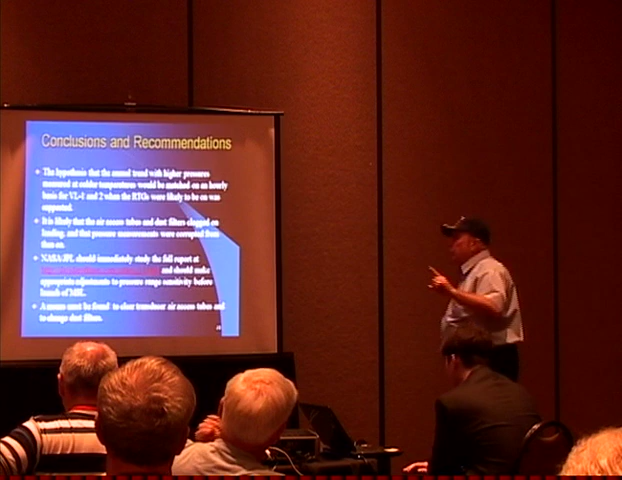 Conclusions and Recommendations
The hypothesis that the annual trend with higher pressures
measured at colder temperatures would be matched on an hourly
basis for VL-1 and 2 when the RTGs were likely to be on was
supported.
It is likely that the air access tubes and dust filters clogged on
landing, and that pressure measurements were corrupted from
then on.
NASA/JPL should immediately study the full report at
and should make
appropriate adjustments to pressure range sensitivity before
launch of MSL.
A means must be found to clear transducer air access tubes and
to change dust filters.